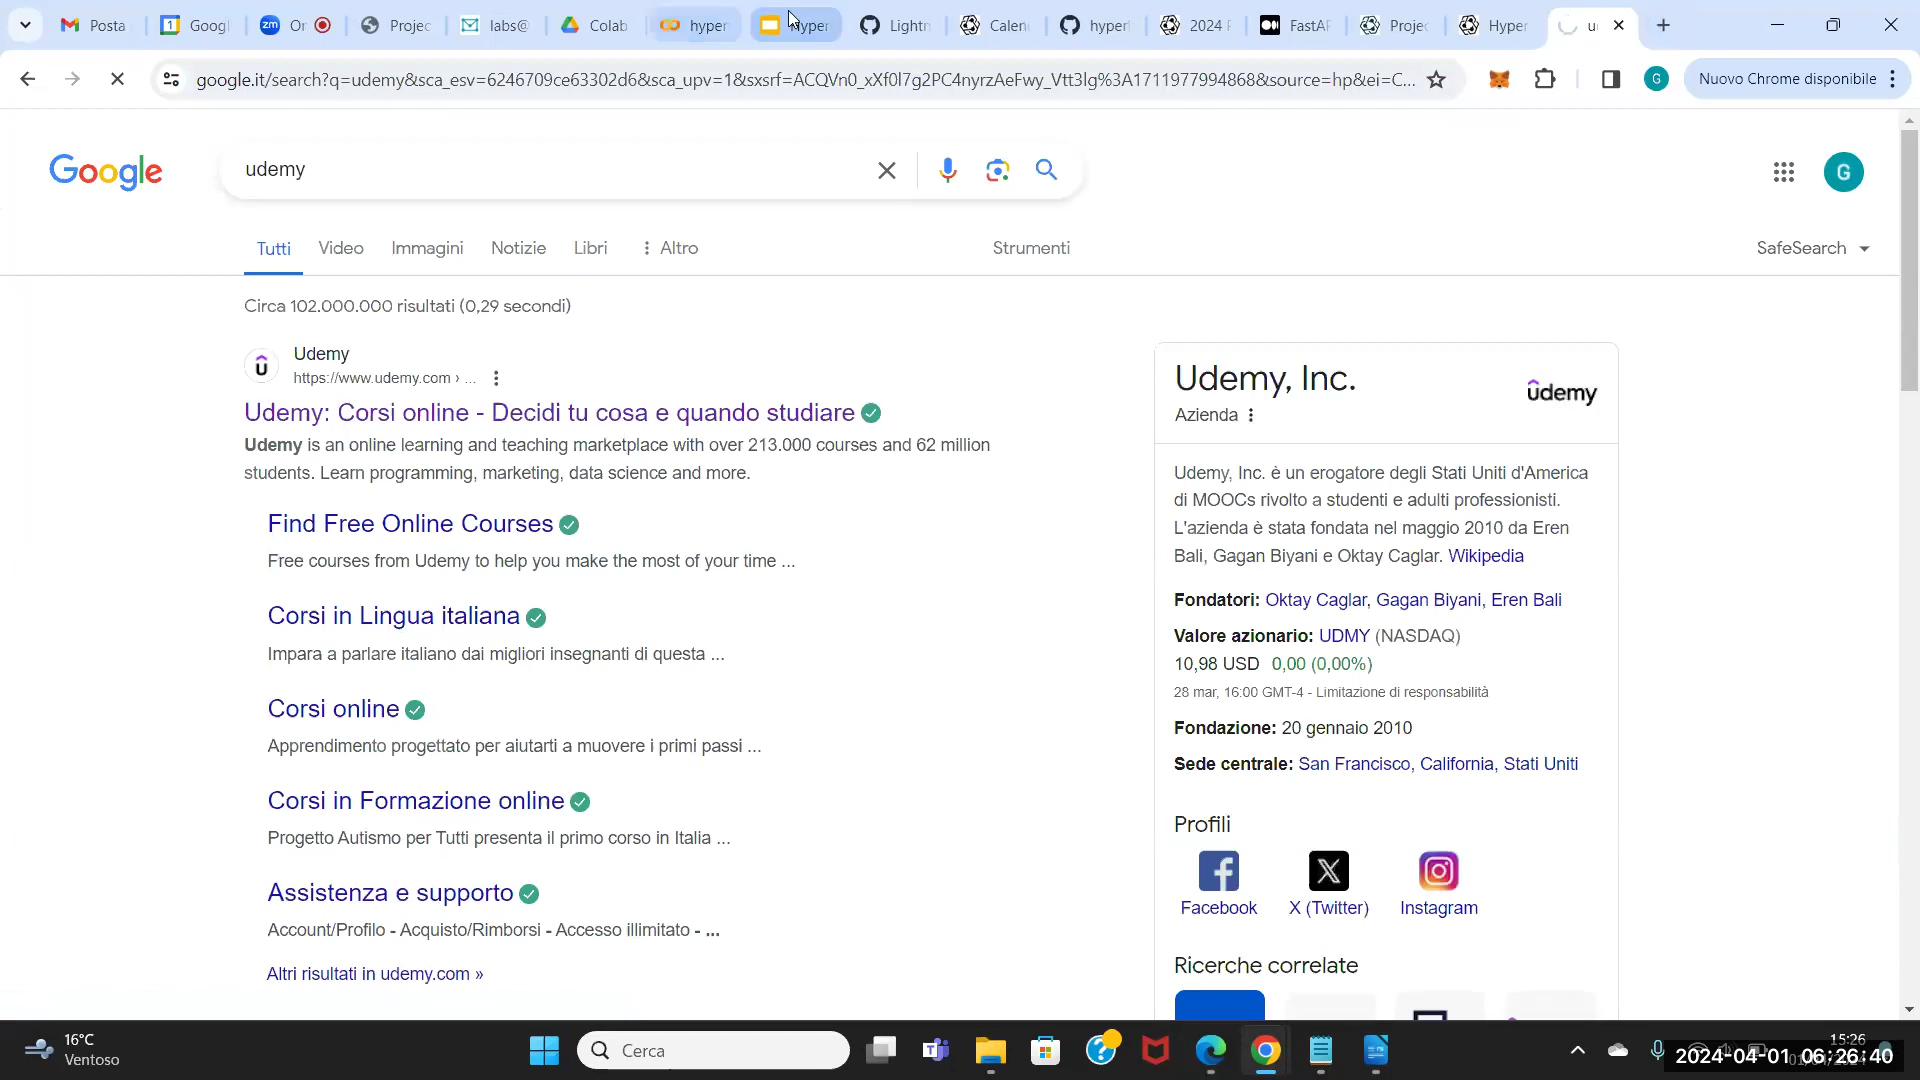 Posta
Googl
Or
Projec
labs@
Colab
hyper
Hyper
Lightn
Calen
hyperl
2024 F
FastAP
Projec
Hyper
google.it/search?q=udemy&sca_esv=6246709ce63302d6&sca_upv=1&sxsrf=ACQVn0_xXf0l7g2PC4nyrzAeFwy_Vtt3lg%3A1711977994868&source=hp&ei=C...
G
Nuovo Chrome disponibile
Google
udemy
G
Tutti Video Immagini Notizie Libri Altro
Strumenti
SafeSearch
Circa 102.000.000 risultati (0,29 secondi)
Udemy
https://www.udemy.com › ...
Udemy: Corsi online - Decidi tu cosa e quando studiare
Udemy is an online learning and teaching marketplace with over 213.000 courses and 62 million
students. Learn programming, marketing, data science and more.
Find Free Online Courses
Free courses from Udemy to help you make the most of your time ...
Corsi in Lingua italiana
Impara a parlare italiano dai migliori insegnanti di questa ...
Corsi online
Apprendimento progettato per aiutarti a muovere i primi passi ...
Corsi in Formazione online
Progetto Autismo per Tutti presenta il primo corso in Italia ...
Assistenza e supporto
Account/Profilo - Acquisto/Rimborsi - Accesso illimitato - ...
Altri risultati in udemy.com »
Udemy, Inc.
Azienda
udemy
Udemy, Inc. è un erogatore degli Stati Uniti d'America
di MOOCs rivolto a studenti e adulti professionisti.
L'azienda è stata fondata nel maggio 2010 da Eren
Bali, Gagan Biyani e Oktay Caglar. Wikipedia
Fondatori: Oktay Caglar, Gagan Biyani, Eren Bali
Valore azionario: UDMY (NASDAQ)
10,98 USD 0,00 (0,00%)
28 mar, 16:00 GMT-4 - Limitazione di responsabilità
Fondazione: 20 gennaio 2010
Sede centrale: San Francisco, California, Stati Uniti
Profili
Facebook
X (Twitter)
Instagram
Ricerche correlate
16°C
Ventoso
Cerca
15:26
2024-04-01 06:26:40